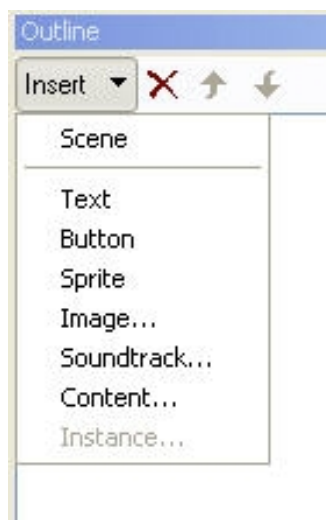 Outline
Insert
Scene
Text
Button
Sprite
Image...
Soundtrack...
Content...
Instance...